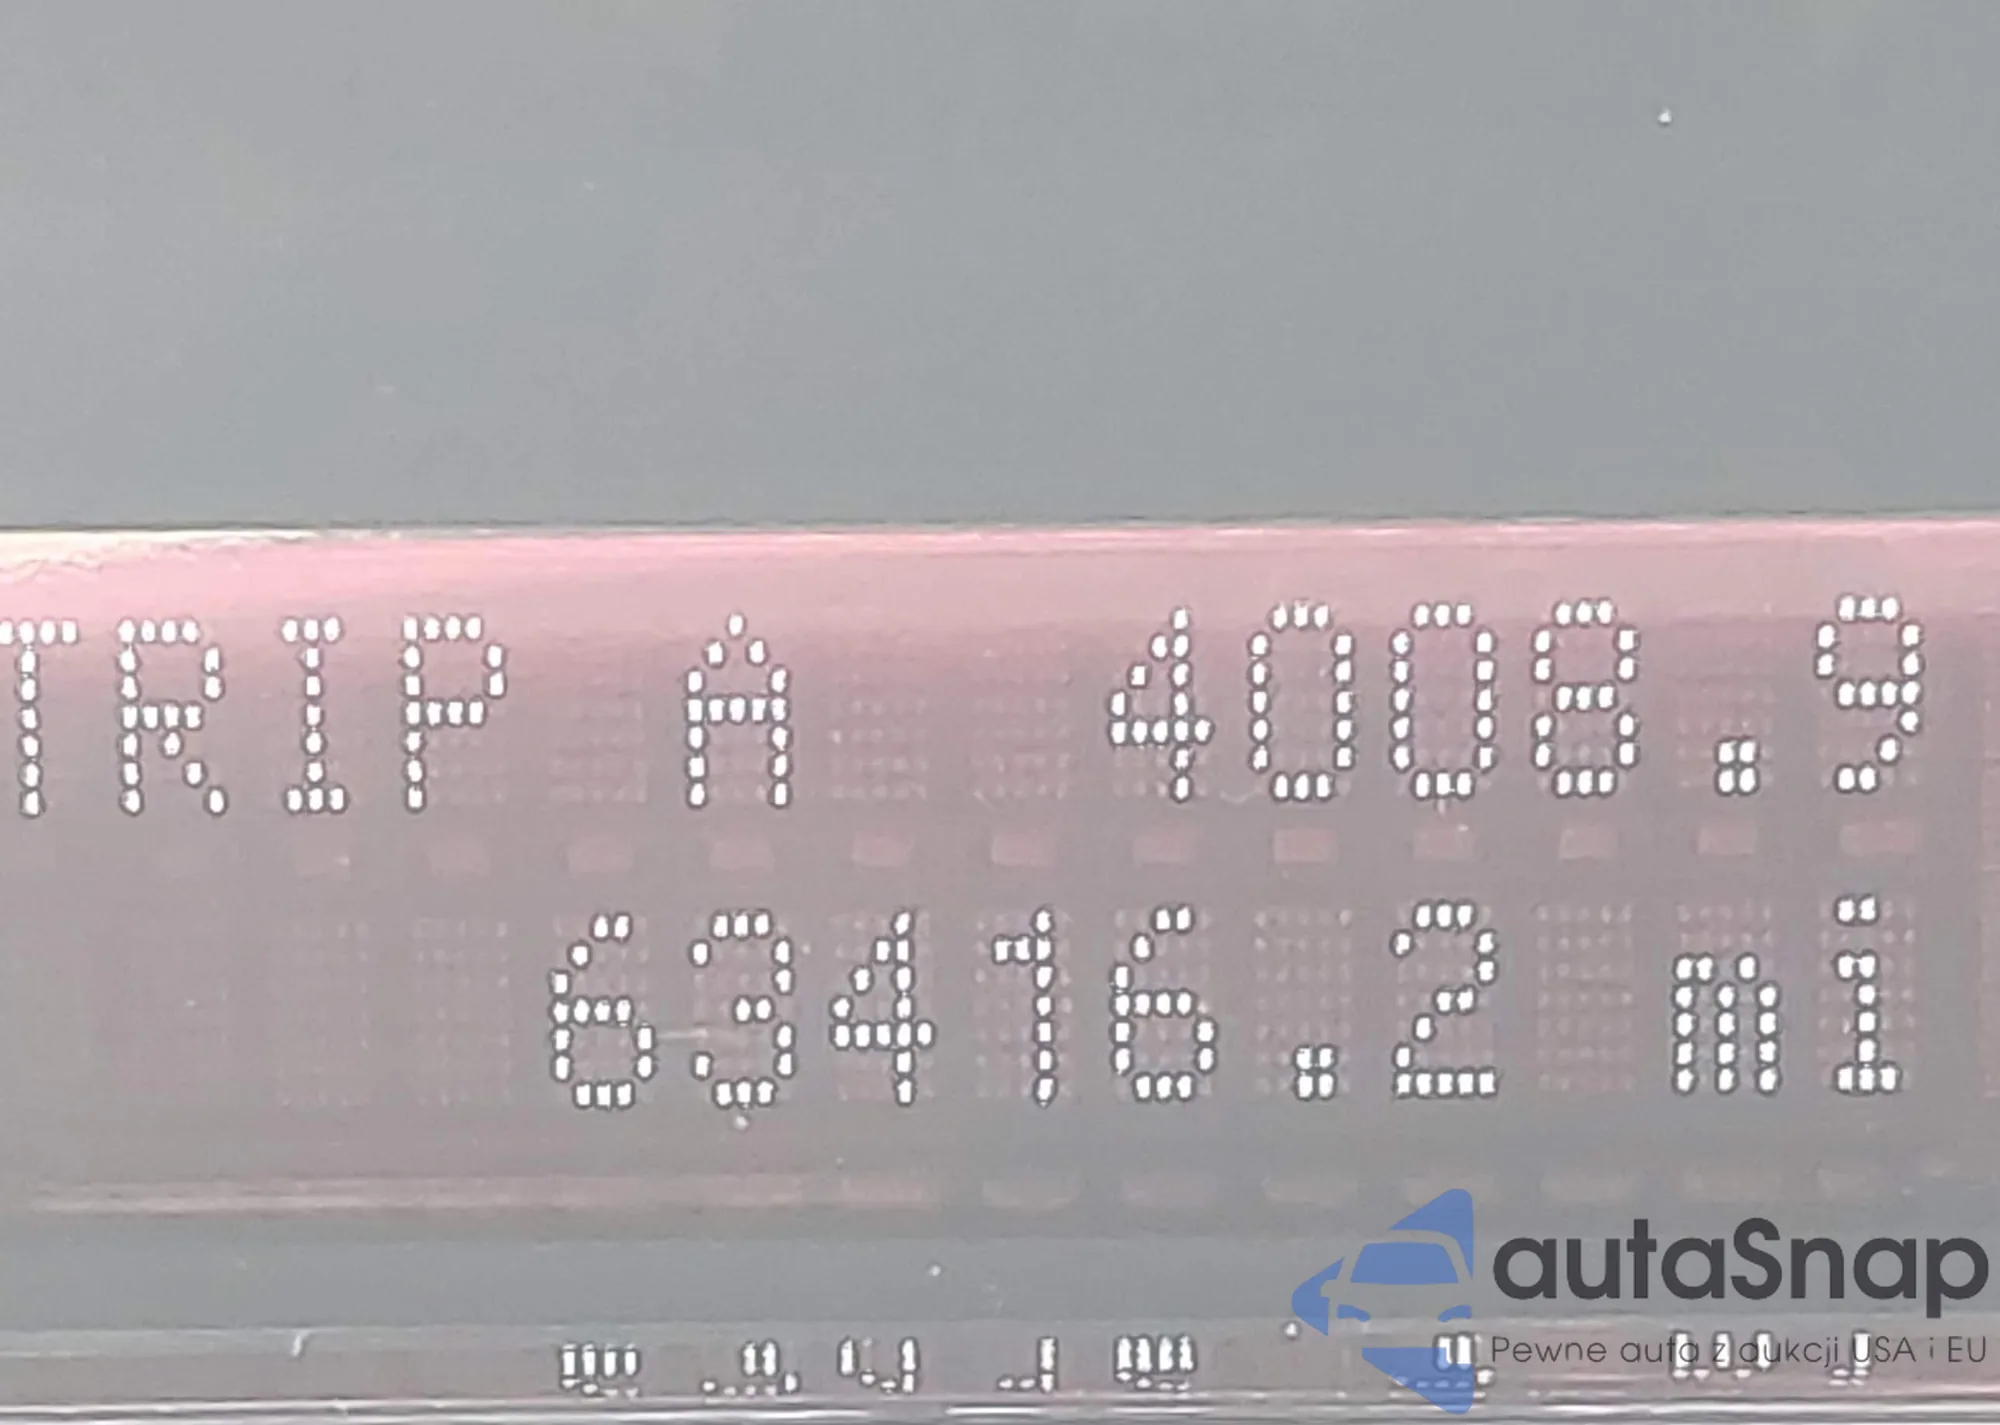 TRIP A 4008.9
63416.2 mi
autaSnap
Pewne auta z aukcji USA i EU